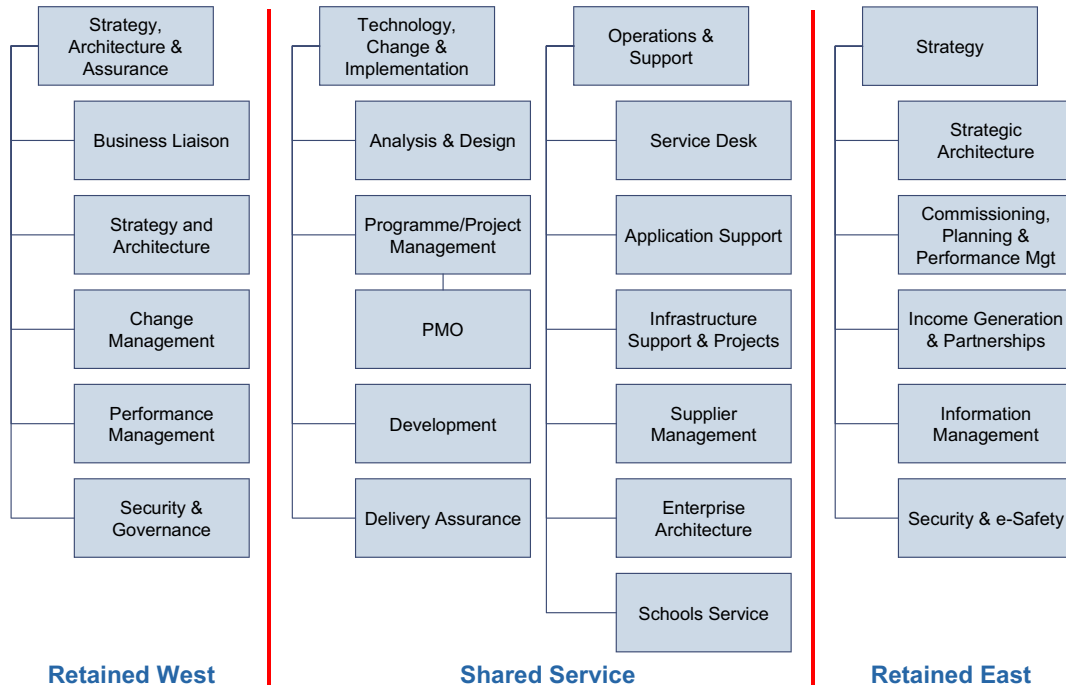 Strategy,
Architecture &
Assurance
Business Liaison
Strategy and
Architecture
Change
Management
Performance
Management
Security &
Governance
Retained West
Technology,
Change &
Implementation
Analysis & Design
Programme/Project
Management
PMO
Development
Delivery Assurance
Operations &
Support
Service Desk
Application Support
Infrastructure
Support & Projects
Supplier
Management
Enterprise
Architecture
Schools Service
Shared Service
Strategy
Strategic
Architecture
Commissioning,
Planning &
Performance Mgt
Income Generation
& Partnerships
Information
Management
Security & e-Safety
Retained East